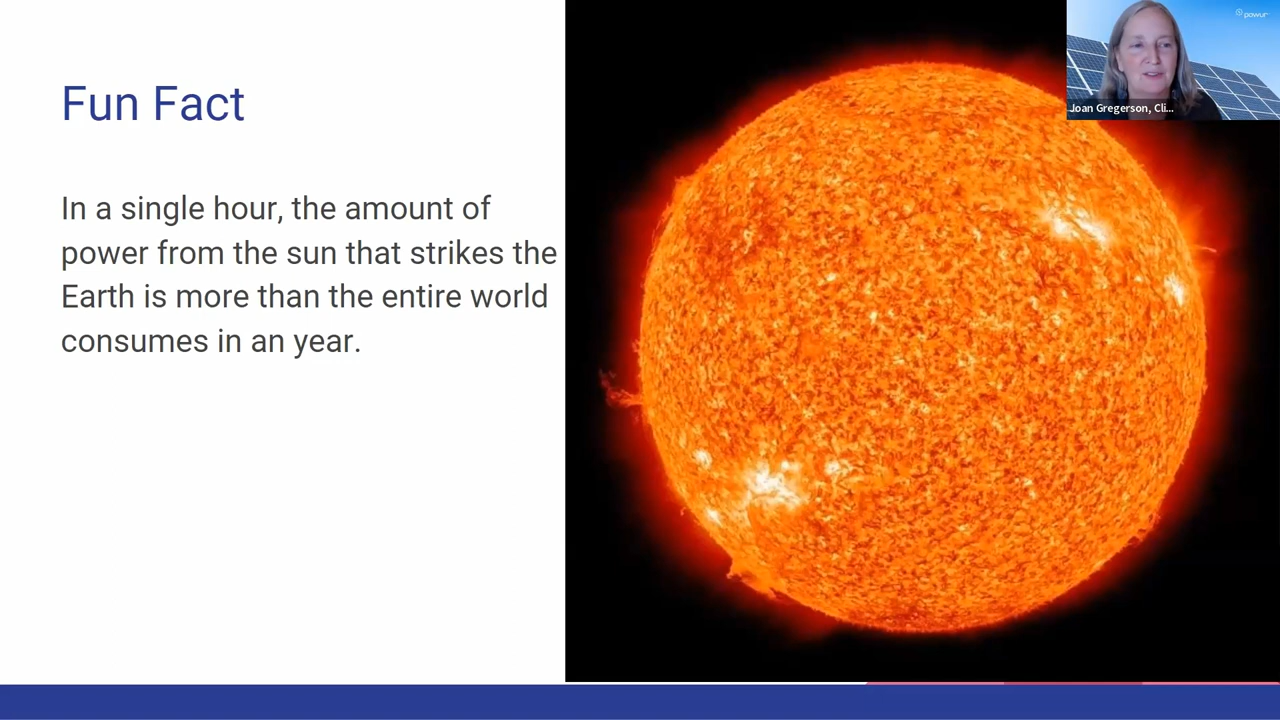 Fun Fact
In a single hour, the amount of
power from the sun that strikes the
Earth is more than the entire world
consumes in an year.
powur
Joan Gregerson, Cli...